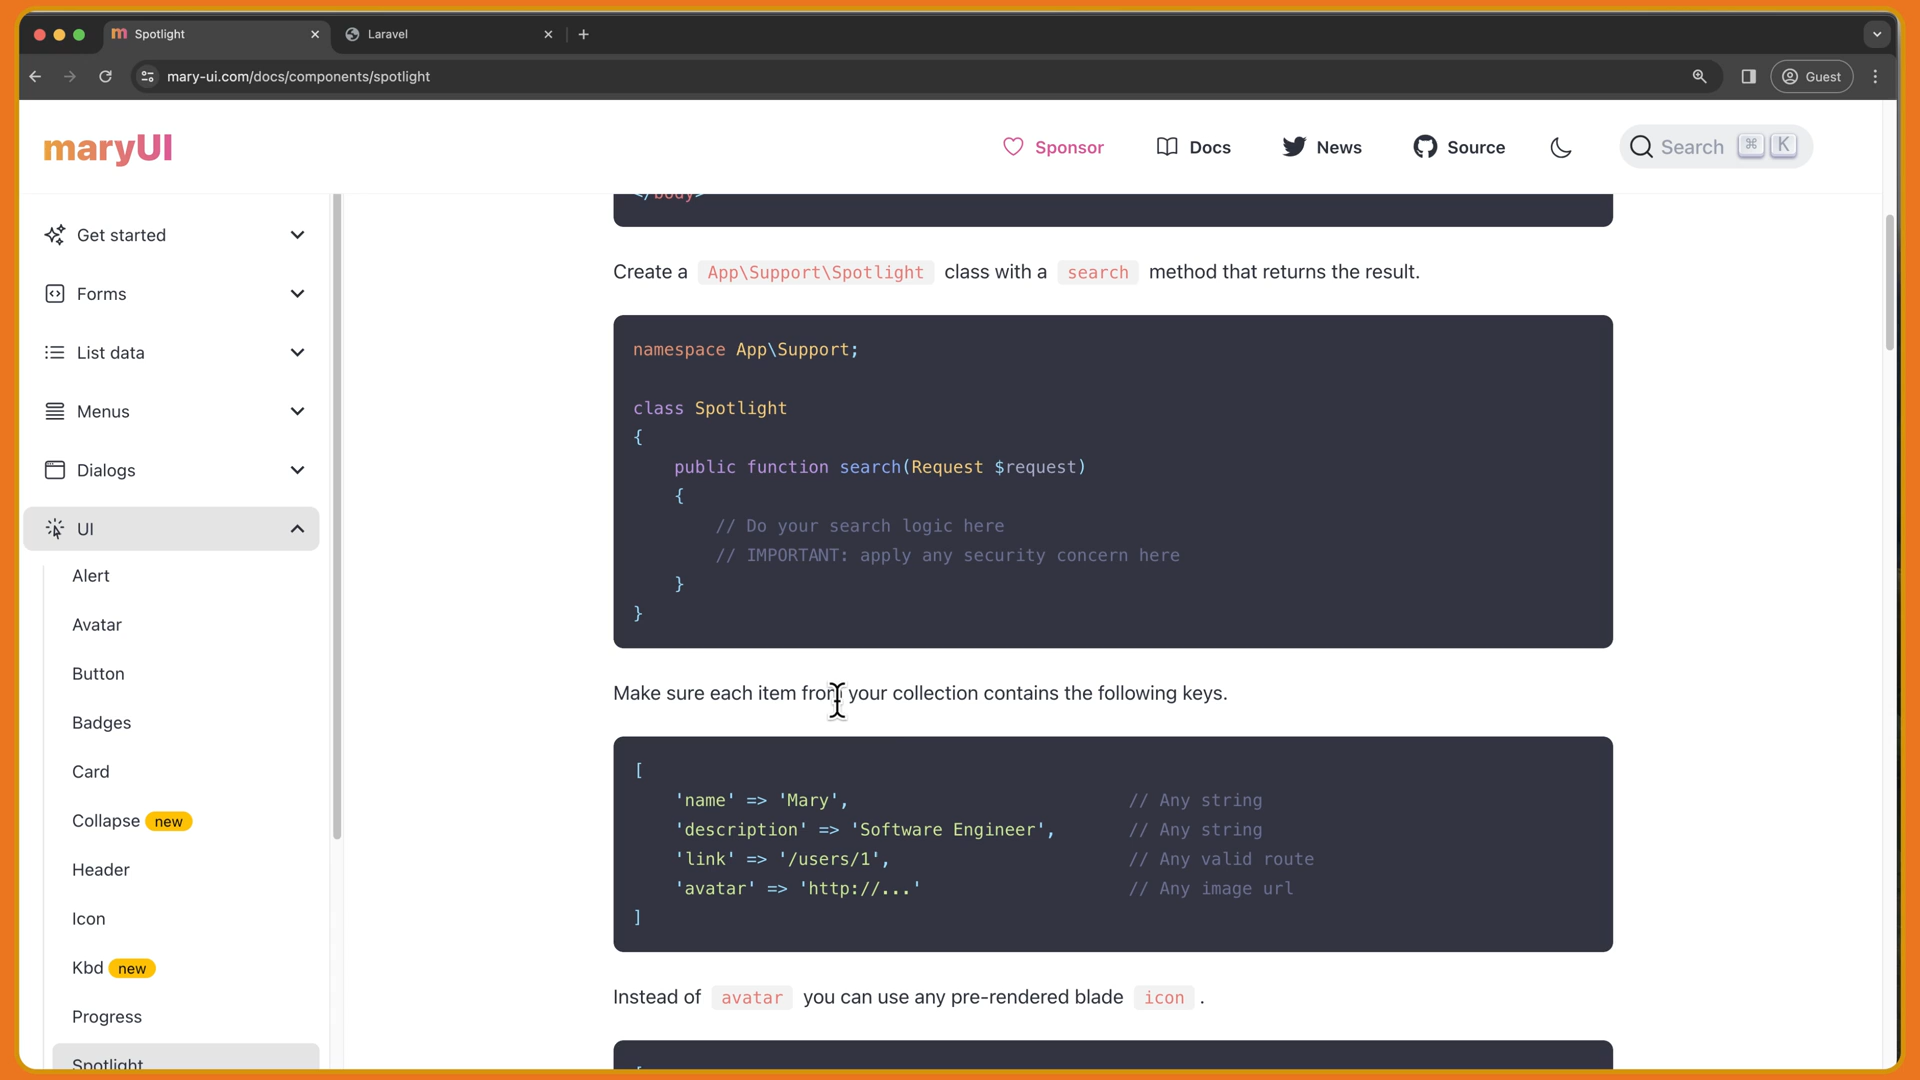 Spotlight
Laravel
mary-ui.com/docs/components/spotlight
Guest
maryUI
Sponsor
Docs
News
Source
Search ⌘ K
Get started
Forms
List data
Menus
Dialogs
UI
Alert
Avatar
Button
Badges
Card
Collapse new
Header
Icon
Kbd new
Progress
Spotlight
</body>
Create a App\Support\Spotlight class with a search method that returns the result.
namespace App\Support;
class Spotlight
{
public function search(Request $request)
{
// Do your search logic here
// IMPORTANT: apply any security concern here
}
}
Make sure each item from your collection contains the following keys.
[
'name' => 'Mary', // Any string
'description' => 'Software Engineer', // Any string
'link' => '/users/1', // Any valid route
'avatar' => 'http://...' // Any image url
]
Instead of avatar you can use any pre-rendered blade icon .